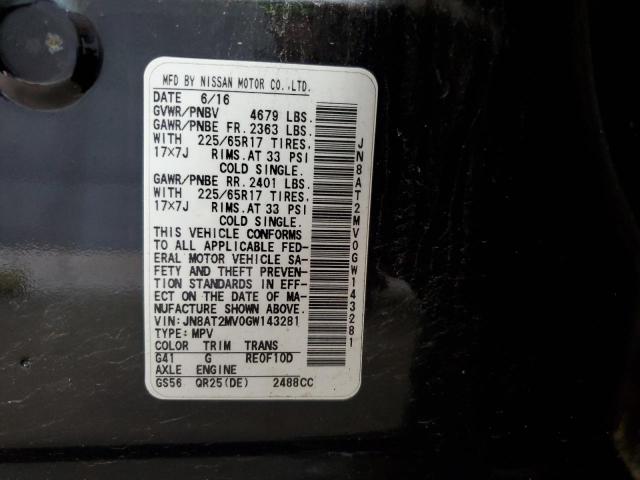 MFD BY NISSAN MOTOR CO.,LTD.
DATE 6/16
GVWR/PNBV 4679 LBS.
GAWR/PNBE FR. 2363 LBS.
WITH 225/65R17 TIRES,
17×7J RIMS.AT 33 PSI
COLD SINGLE.
GAWR/PNBE RR. 2401 LBS.
WITH 225/65R17 TIRES,
17×7J RIMS.AT 33 PSI
COLD SINGLE.
THIS VEHICLE CONFORMS
TO ALL APPLICABLE FED-
ERAL MOTOR VEHICLE SA-
FETY AND THEFT PREVEN-
TION STANDARDS IN EFF-
ECT ON THE DATE OF MA-
NUFACTURE SHOWN ABOVE.
VIN: JN8AT2MV0GW143281
TYPE: MPV
COLOR TRIM TRANS
G41 G RE0F10D
AXLE ENGINE
GS56 QR25(DE) 2488CC
JN8AT2MV0GW143281